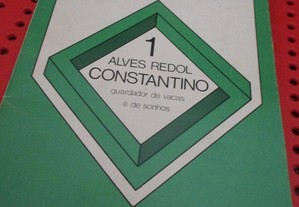 1
ALVES REDOL
CONSTANTINO
guardador de vacas
e de sonhos